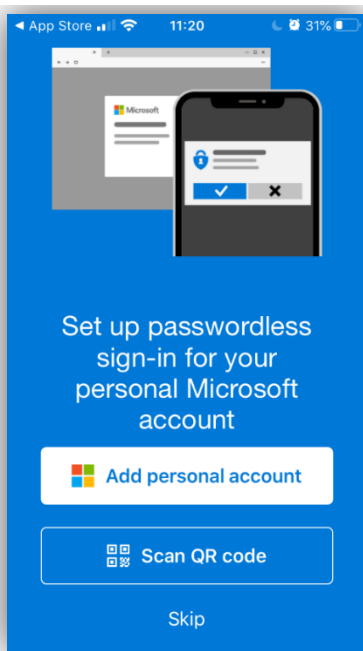 App Store
11:20
31%
Microsoft
Set up passwordless
sign-in for your
personal Microsoft
account
Add personal account
Scan QR code
Skip